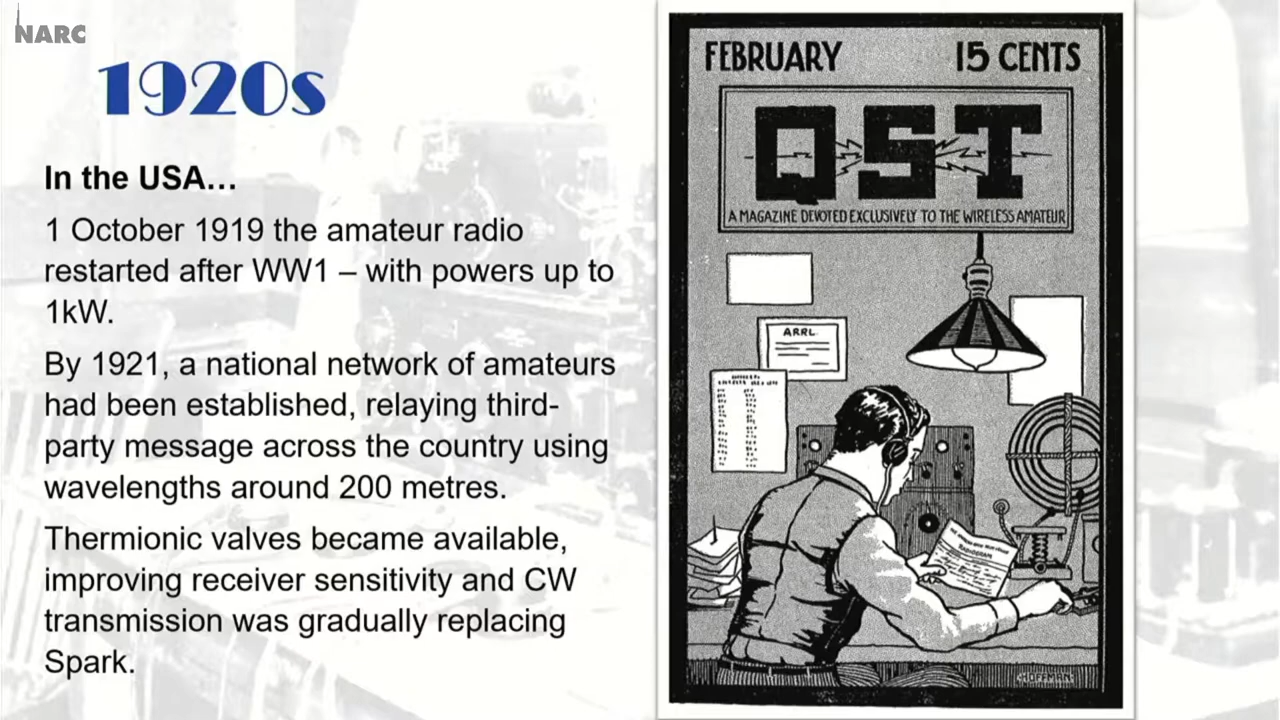 NARC
1920s
In the USA…
1 October 1919 the amateur radio
restarted after WW1 – with powers up to
1kW.
By 1921, a national network of amateurs
had been established, relaying third-
party message across the country using
wavelengths around 200 metres.
Thermionic valves became available,
improving receiver sensitivity and CW
transmission was gradually replacing
Spark.
FEBRUARY 15 CENTS
QST
A MAGAZINE DEVOTED EXCLUSIVELY TO THE WIRELESS AMATEUR
ARRL
RADIOGRAM
HOFFMAN